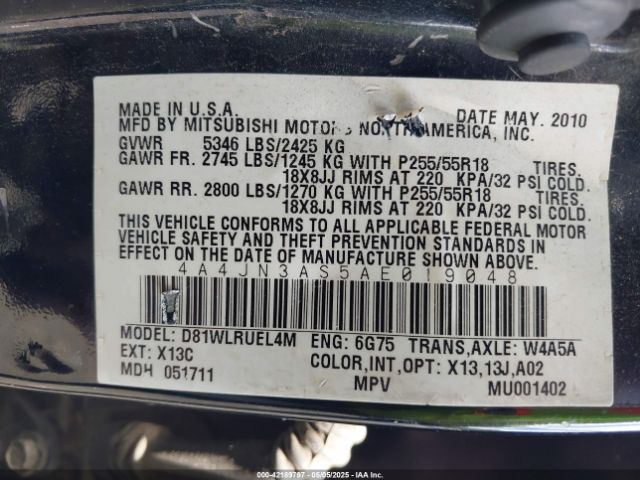 MADE IN U.S.A. DATE MAY. 2010
MFD BY MITSUBISHI MOTORS NORTH AMERICA, INC.
GVWR 5346 LBS/2425 KG
GAWR FR. 2745 LBS/1245 KG WITH P255/55R18 TIRES.
18X8JJ RIMS AT 220 KPA/32 PSI COLD.
GAWR RR. 2800 LBS/1270 KG WITH P255/55R18 TIRES.
18X8JJ RIMS AT 220 KPA/32 PSI COLD.
THIS VEHICLE CONFORMS TO ALL APPLICABLE FEDERAL MOTOR
VEHICLE SAFETY AND THEFT PREVENTION STANDARDS IN
EFFECT ON THE DATE OF MANUFACTURE SHOWN ABOVE.
4A4JN3AS5AE019048
MODEL: D81WLRUEL4M ENG: 6G75 TRANS,AXLE: W4A5A
EXT: X13C COLOR,INT,OPT: X13,13J,A02
MDH 051711 MPV MU001402
000-42189797 - 05/05/2025 - IAA Inc.